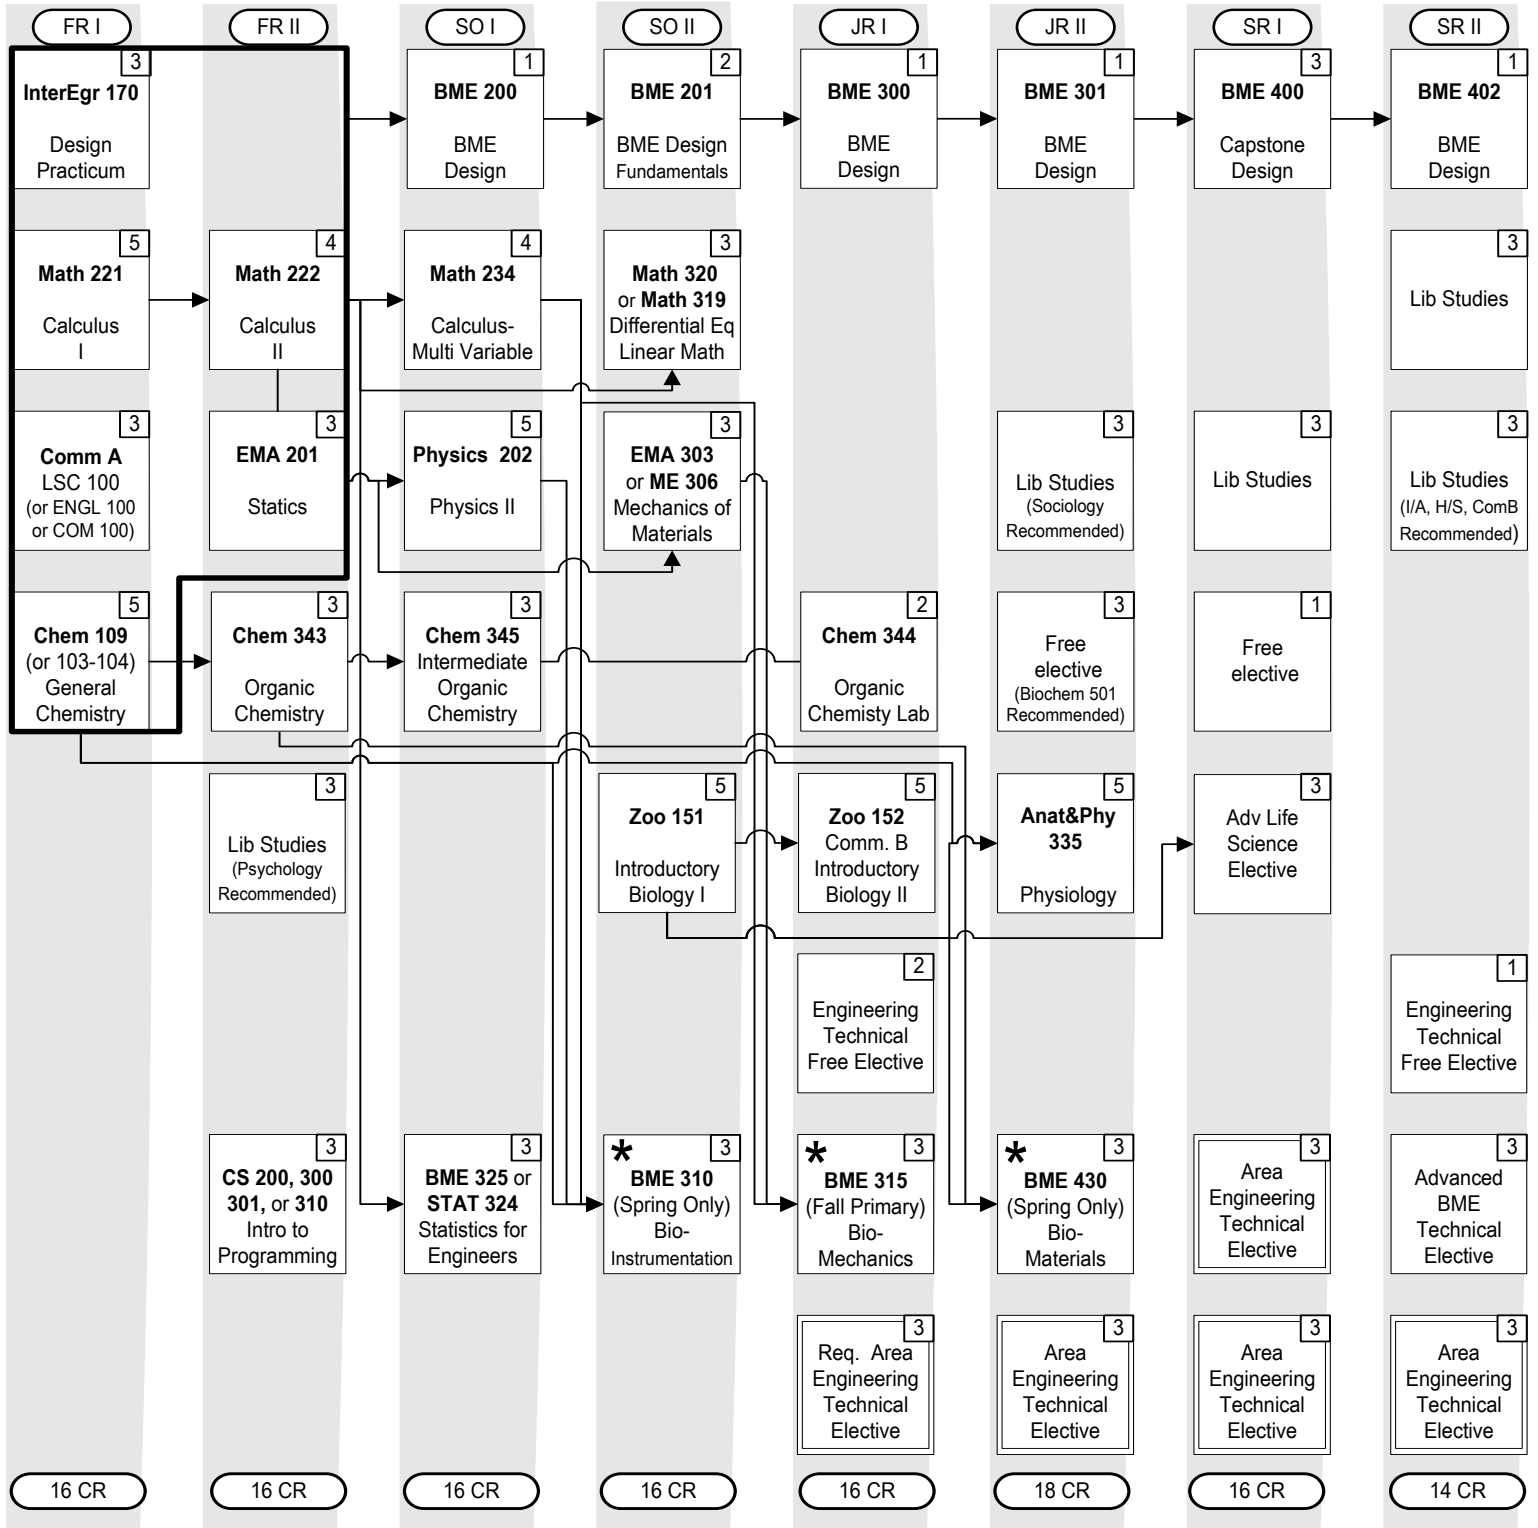 FR I
FR II
SO I
SO II
JR I
JR II
SR I
SR II
3
InterEgr 170
Design
Practicum
1
BME 200
BME
Design
2
BME 201
BME Design
Fundamentals
1
BME 300
BME
Design
1
BME 301
BME
Design
3
BME 400
Capstone
Design
1
BME 402
BME
Design
5
Math 221
Calculus
I
4
Math 222
Calculus
II
4
Math 234
Calculus-
Multi Variable
3
Math 320
or Math 319
Differential Eq
Linear Math
3
Lib Studies
3
Comm A
LSC 100
(or ENGL 100
or COM 100)
3
EMA 201
Statics
5
Physics 202
Physics II
3
EMA 303
or ME 306
Mechanics of
Materials
3
Lib Studies
(Sociology
Recommended)
3
Lib Studies
3
Lib Studies
(I/A, H/S, ComB
Recommended)
5
Chem 109
(or 103-104)
General
Chemistry
3
Chem 343
Organic
Chemistry
3
Chem 345
Intermediate
Organic
Chemistry
2
Chem 344
Organic
Chemisty Lab
3
Free
elective
(Biochem 501
Recommended)
1
Free
elective
3
Lib Studies
(Psychology
Recommended)
5
Zoo 151
Introductory
Biology I
5
Zoo 152
Comm. B
Introductory
Biology II
5
Anat&Phy
335
Physiology
3
Adv Life
Science
Elective
2
Engineering
Technical
Free Elective
1
Engineering
Technical
Free Elective
3
CS 200, 300
301, or 310
Intro to
Programming
3
BME 325 or
STAT 324
Statistics for
Engineers
* 3
BME 310
(Spring Only)
Bio-
Instrumentation
* 3
BME 315
(Fall Primary)
Bio-
Mechanics
* 3
BME 430
(Spring Only)
Bio-
Materials
3
Area
Engineering
Technical
Elective
3
Advanced
BME
Technical
Elective
3
Req. Area
Engineering
Technical
Elective
3
Area
Engineering
Technical
Elective
3
Area
Engineering
Technical
Elective
3
Area
Engineering
Technical
Elective
16 CR
16 CR
16 CR
16 CR
16 CR
18 CR
16 CR
14 CR